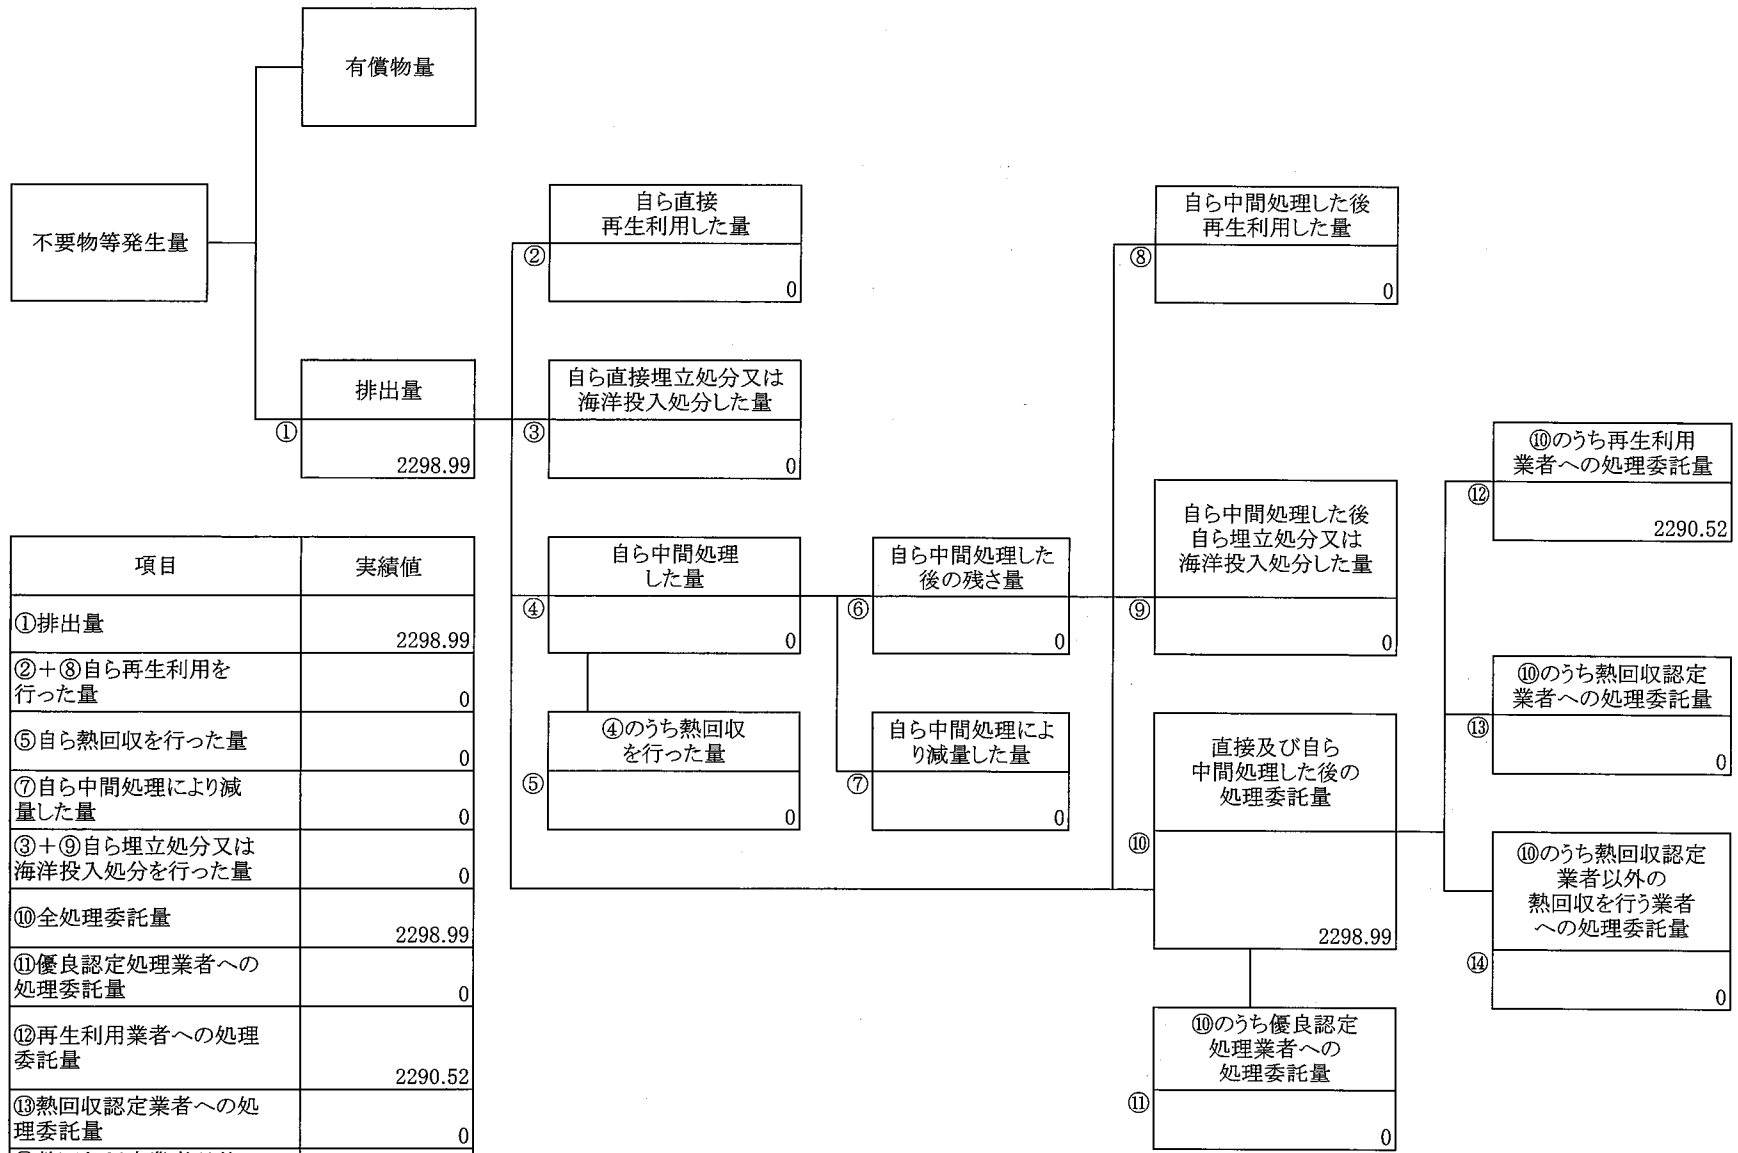 有償物量
不要物等発生量
排出量
①
2298.99
自ら直接
再生利用した量
②
0
自ら直接埋立処分又は
海洋投入処分した量
③
0
自ら中間処理
した量
④
0
④のうち熱回収
を行った量
⑤
0
自ら中間処理した
後の残さ量
⑥
0
自ら中間処理によ
り減量した量
⑦
0
自ら中間処理した後
再生利用した量
⑧
0
自ら中間処理した後
自ら埋立処分又は
海洋投入処分した量
⑨
0
直接及び自ら
中間処理した後の
処理委託量
⑩
2298.99
⑩のうち優良認定
処理業者への
処理委託量
⑪
0
⑩のうち再生利用
業者への処理委託量
⑫
2290.52
⑩のうち熱回収認定
業者への処理委託量
⑬
0
⑩のうち熱回収認定
業者以外の
熱回収を行う業者
への処理委託量
⑭
0
項目 実績値
①排出量
2298.99
②＋⑧自ら再生利用を
行った量
0
⑤自ら熱回収を行った量
0
⑦自ら中間処理により減
量した量
0
③＋⑨自ら埋立処分又は
海洋投入処分を行った量
0
⑩全処理委託量
2298.99
⑪優良認定処理業者への
処理委託量
0
⑫再生利用業者への処理
委託量
2290.52
⑬熱回収認定業者への処
理委託量
0